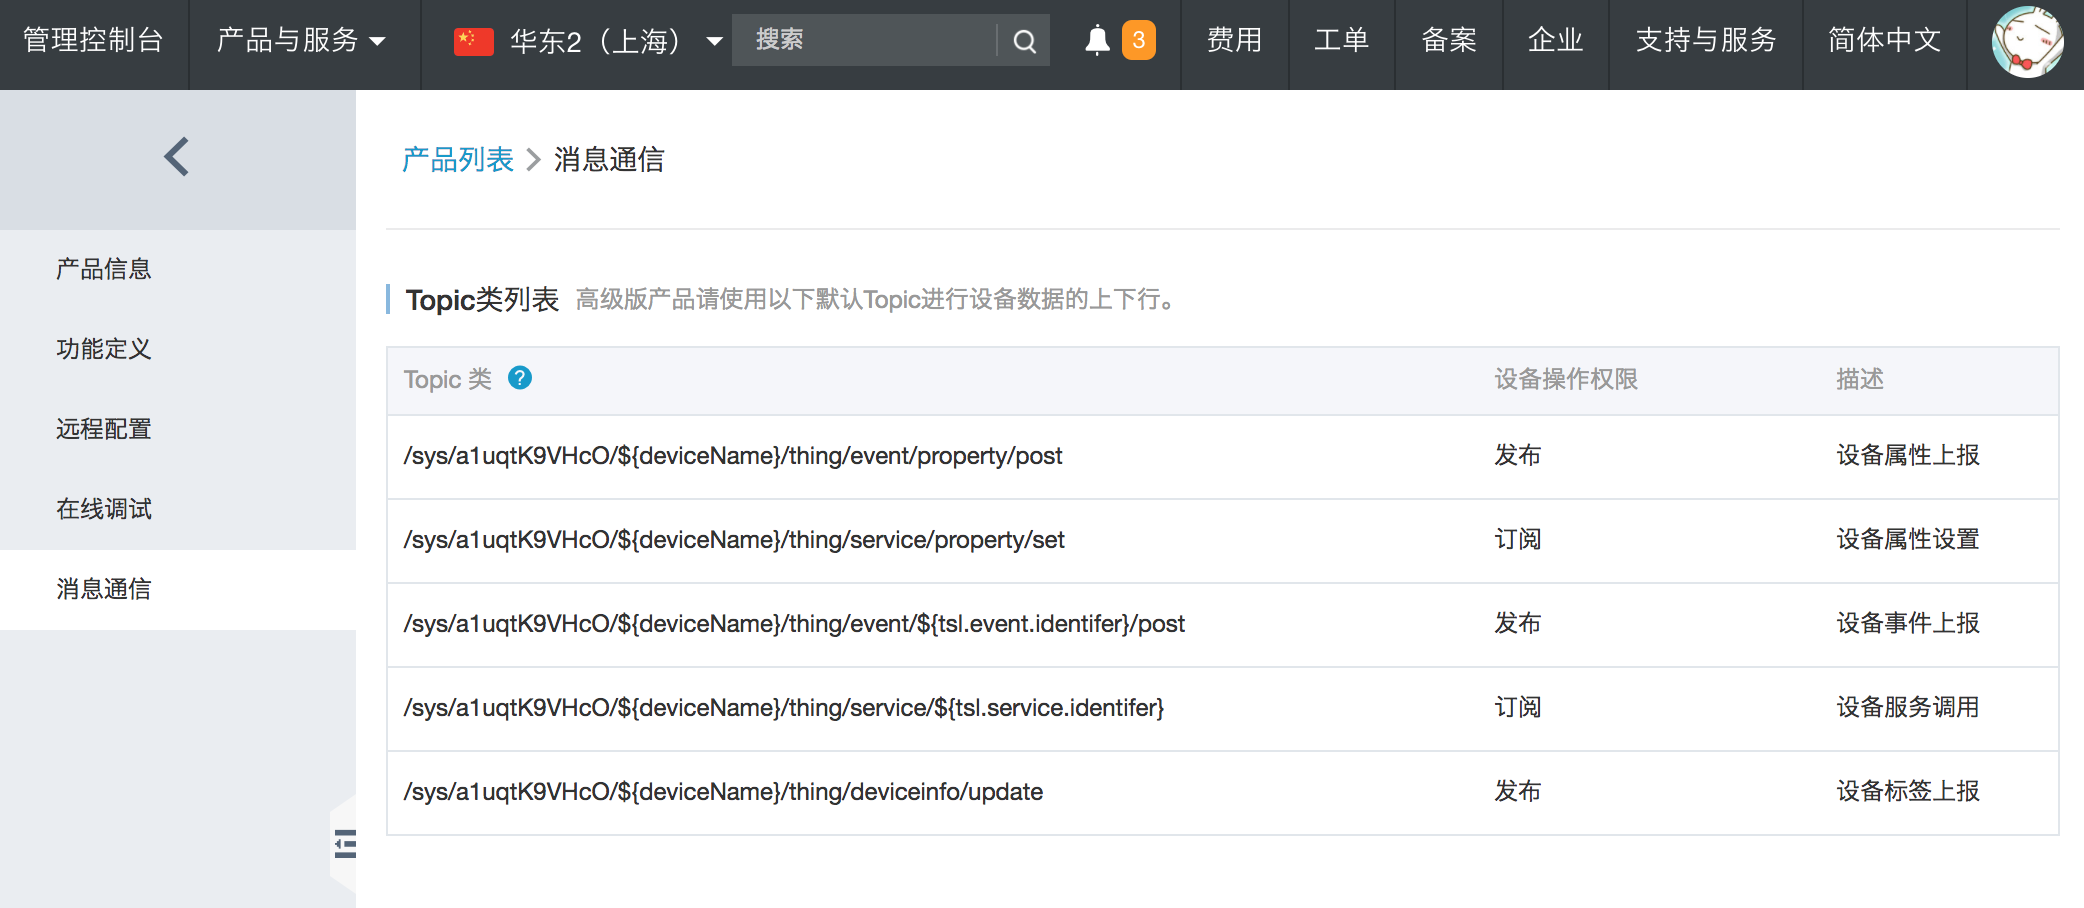 管理控制台 产品与服务 华东2（上海） 搜索 3 费用 工单 备案 企业 支持与服务 简体中文
产品列表 > 消息通信
产品信息
功能定义
远程配置
在线调试
消息通信
Topic类列表 高级版产品请使用以下默认Topic进行设备数据的上下行。
Topic 类 ? 设备操作权限 描述
/sys/a1uqtK9VHcO/${deviceName}/thing/event/property/post 发布 设备属性上报
/sys/a1uqtK9VHcO/${deviceName}/thing/service/property/set 订阅 设备属性设置
/sys/a1uqtK9VHcO/${deviceName}/thing/event/${tsl.event.identifer}/post 发布 设备事件上报
/sys/a1uqtK9VHcO/${deviceName}/thing/service/${tsl.service.identifer} 订阅 设备服务调用
/sys/a1uqtK9VHcO/${deviceName}/thing/deviceinfo/update 发布 设备标签上报